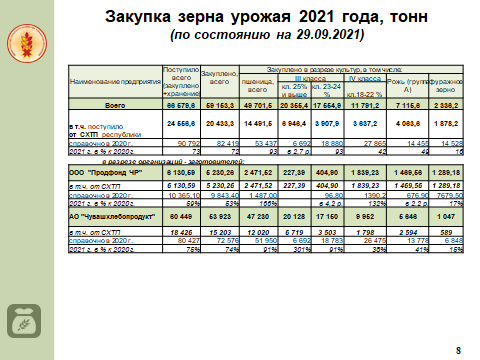 Закупка зерна урожая 2021 года, тонн
(по состоянию на 29.09.2021)
Наименование предприятия Поступило всего (закуплено +хранение) Закуплено, всего Закуплено в разрезе культур, в том числе:
пшеница, всего III класса IV класса Рожь (группа А) фуражное зерно
кл. 25% и выше кл. 23-24 % кл.18-22 %
Всего 66 579,6 59 153,3 49 701,5 20 355,4 17 554,9 11 791,2 7 115,6 2 336,2
в т.ч. поступило от СХТП республики 24 556,6 20 433,3 14 491,5 6 946,4 3 907,9 3 637,2 4 063,6 1 878,2
справочно в 2020 г. 90 792 82 419 53 437 6 692 18 880 27 865 14 455 14 528
2021 г. в % к 2020г. 73 72 93 в 2,7 р. 93 42 49 16
в разрезе организаций - заготовителей:
ООО "Продфонд ЧР" 6 130,59 5 230,26 2 471,52 227,39 404,90 1 839,23 1 469,56 1 289,18
в т.ч. от СХТП 6 130,59 5 230,26 2 471,52 227,39 404,90 1 839,23 1 469,56 1 289,18
справочно в 2020 г. 10 365,10 9 843,40 1 487,00 96,80 1390,2 676,90 7679,50
2021 г. в % к 2020 г. 59% 53% 166% в 4,2 р. 132% в 2,2 р. 17%
АО "Чувашхлебопродукт" 60 449 53 923 47 230 20 128 17 150 9 952 5 646 1 047
в т.ч. от СХТП 18 426 15 203 12 020 6 719 3 503 1 798 2 594 589
справочно в 2020 г. 80 427 72 576 51 950 6 692 18 783 26 475 13 778 6 848
2021 г. в % к 2020 г. 75% 74% 91% 301% 91% 38% 41% 15%
8